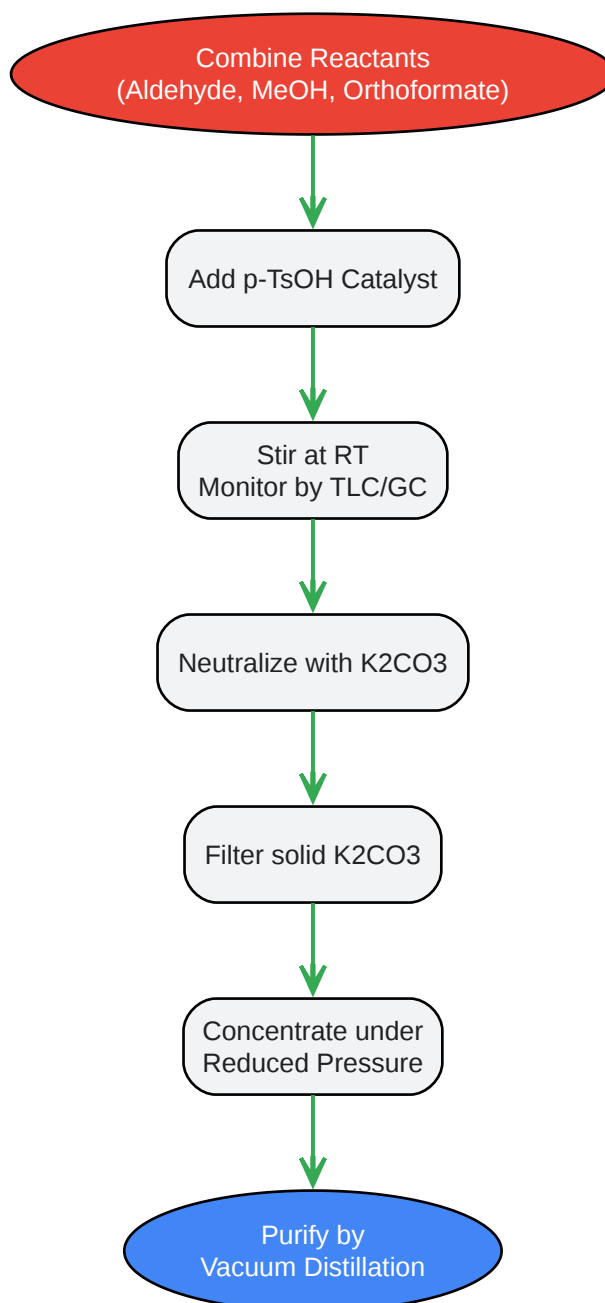 Combine Reactants
(Aldehyde, MeOH, Orthoformate)
Add p-TsOH Catalyst
Stir at RT
Monitor by TLC/GC
Neutralize with K2CO3
Filter solid K2CO3
Concentrate under
Reduced Pressure
Purify by
Vacuum Distillation